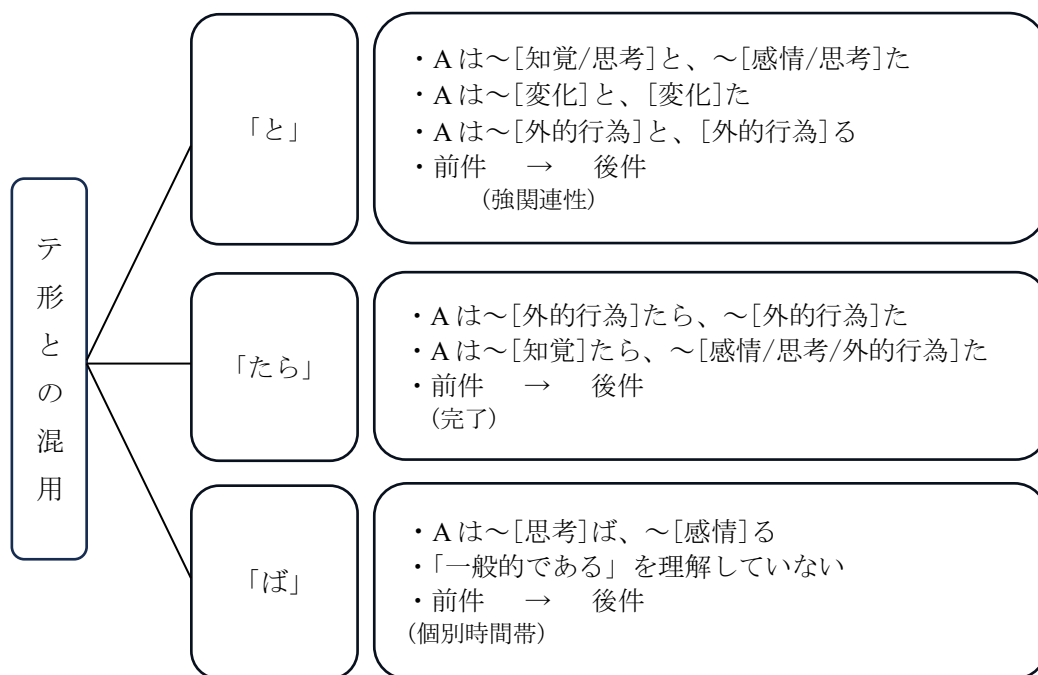 テ形との混用
「と」
・Aは～[知覚/思考]と、～[感情/思考]た
・Aは～[変化]と、[変化]た
・Aは～[外的行為]と、[外的行為]る
・前件　→　後件
(強関連性)
「たら」
・Aは～[外的行為]たら、～[外的行為]た
・Aは～[知覚]たら、～[感情/思考/外的行為]た
・前件　→　後件
(完了)
「ば」
・Aは～[思考]ば、～[感情]る
・「一般的である」を理解していない
・前件　→　後件
(個別時間帯)